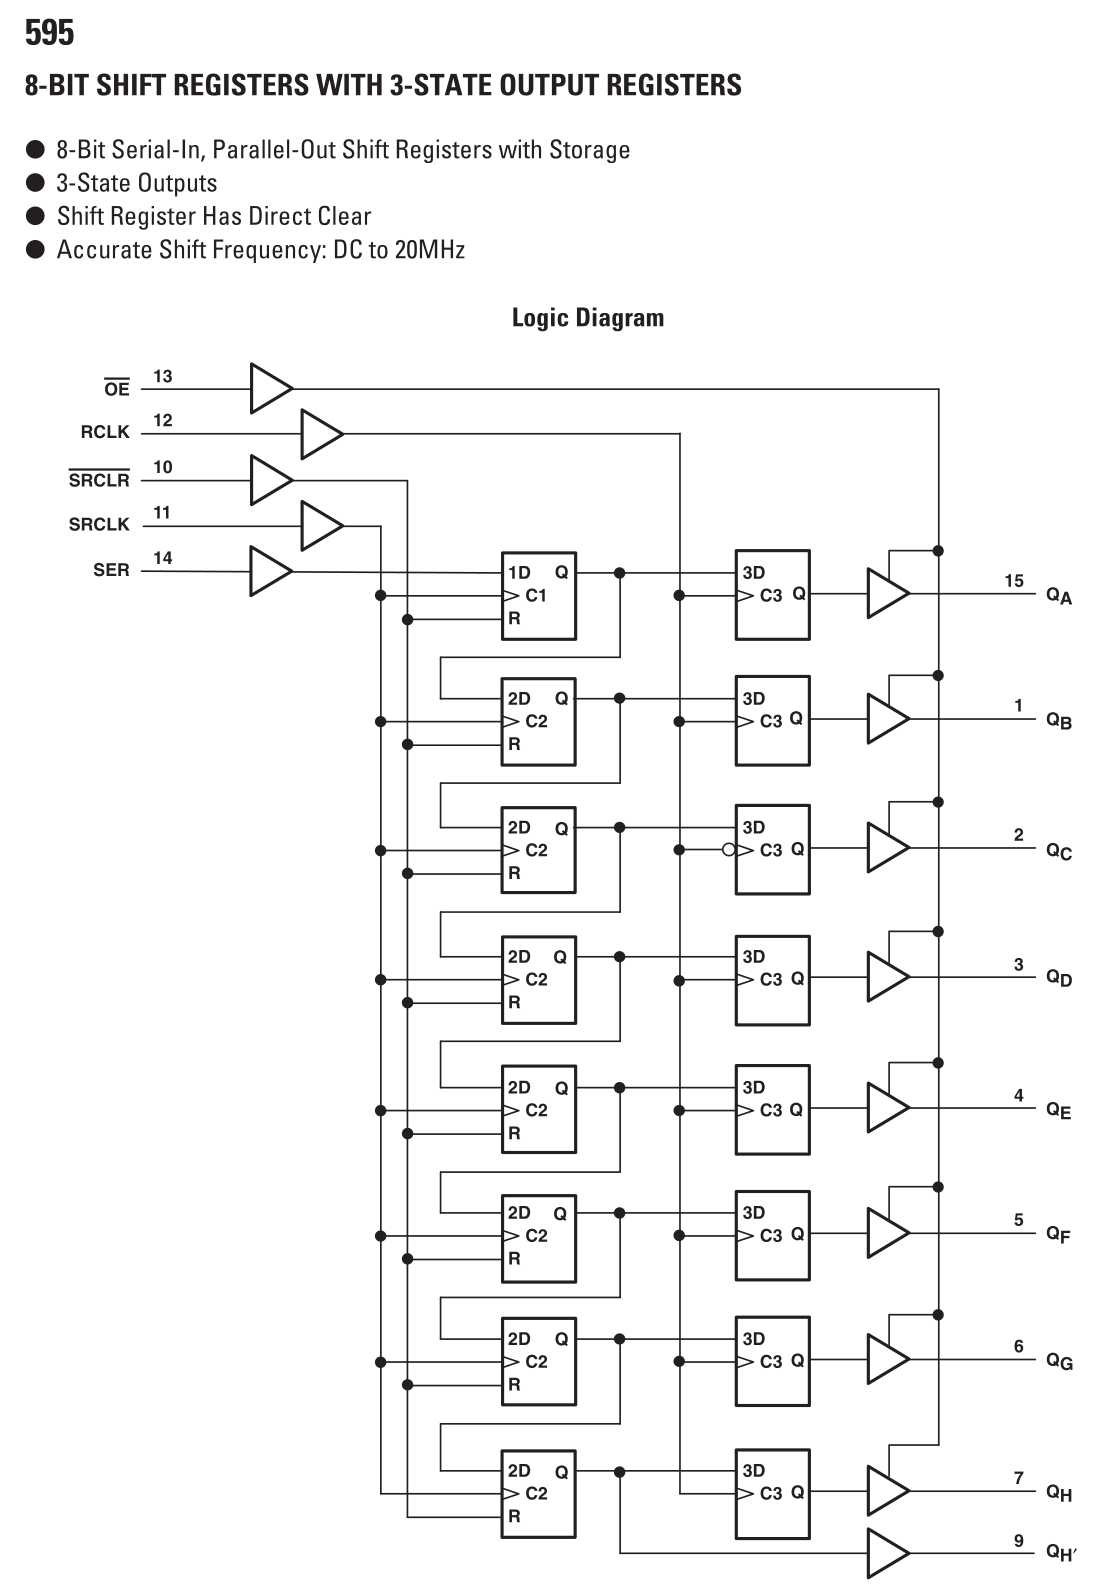 595
8-BIT SHIFT REGISTERS WITH 3-STATE OUTPUT REGISTERS
● 8-Bit Serial-In, Parallel-Out Shift Registers with Storage
● 3-State Outputs
● Shift Register Has Direct Clear
● Accurate Shift Frequency: DC to 20MHz
Logic Diagram
O̅E̅ 13
RCLK 12
S̅R̅C̅L̅R̅ 10
SRCLK 11
SER 14
1D Q 3D
C1 C3 Q 15 QA
R
2D Q 3D
C2 C3 Q 1 QB
R
2D Q 3D
C2 C3 Q 2 QC
R
2D Q 3D
C2 C3 Q 3 QD
R
2D Q 3D
C2 C3 Q 4 QE
R
2D Q 3D
C2 C3 Q 5 QF
R
2D Q 3D
C2 C3 Q 6 QG
R
2D Q 3D
C2 C3 Q 7 QH
R
9 QH′